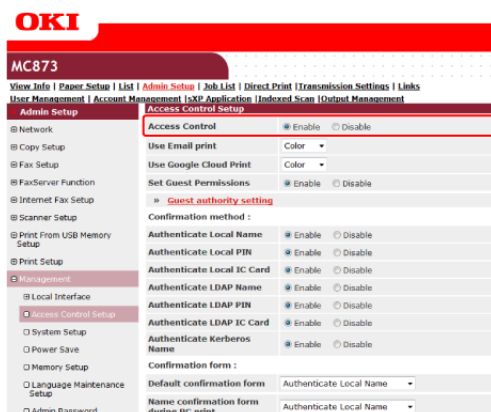 OKI
MC873
View Info | Paper Setup | List | Admin Setup | Job List | Direct Print |Transmission Settings | Links
User Management | Account Management |sXP Application |Indexed Scan |Output Management
Admin Setup
Network
Copy Setup
Fax Setup
FaxServer Function
Internet Fax Setup
Scanner Setup
Print From USB Memory
Setup
Print Setup
Management
Local Interface
Access Control Setup
System Setup
Power Save
Memory Setup
Language Maintenance
Setup
Admin Password
Access Control Setup
Access Control Enable Disable
Use Email print Color
Use Google Cloud Print Color
Set Guest Permissions Enable Disable
» Guest authority setting
Confirmation method :
Authenticate Local Name Enable Disable
Authenticate Local PIN Enable Disable
Authenticate Local IC Card Enable Disable
Authenticate LDAP Name Enable Disable
Authenticate LDAP PIN Enable Disable
Authenticate LDAP IC Card Enable Disable
Authenticate Kerberos
Name Enable Disable
Confirmation form :
Default confirmation form Authenticate Local Name
Name confirmation form
during PC print Authenticate Local Name